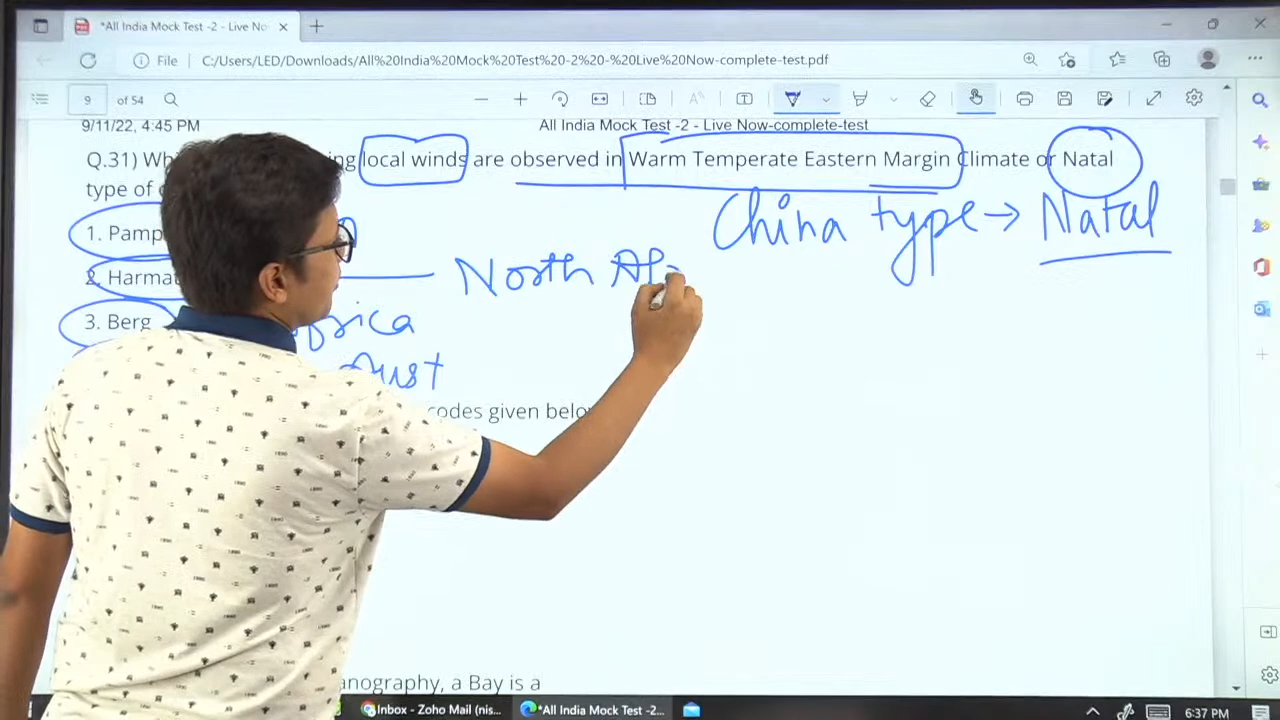 *All India Mock Test -2 - Live No
File C:/Users/LED/Downloads/All%20India%20Mock%20Test%20-2%20-%20Live%20Now-complete-test.pdf
9 of 54
9/11/22, 4:45 PM All India Mock Test -2 - Live Now-complete-test
Q.31) local winds are observed in Warm Temperate Eastern Margin Climate or Natal
type of
China type → Natal
1. Pamp
2. Harmat North Af
3. Berg frica
Dust
codes given belo
anography, a Bay is a
Inbox - Zoho Mail (nis... *All India Mock Test -2... 6:37 PM